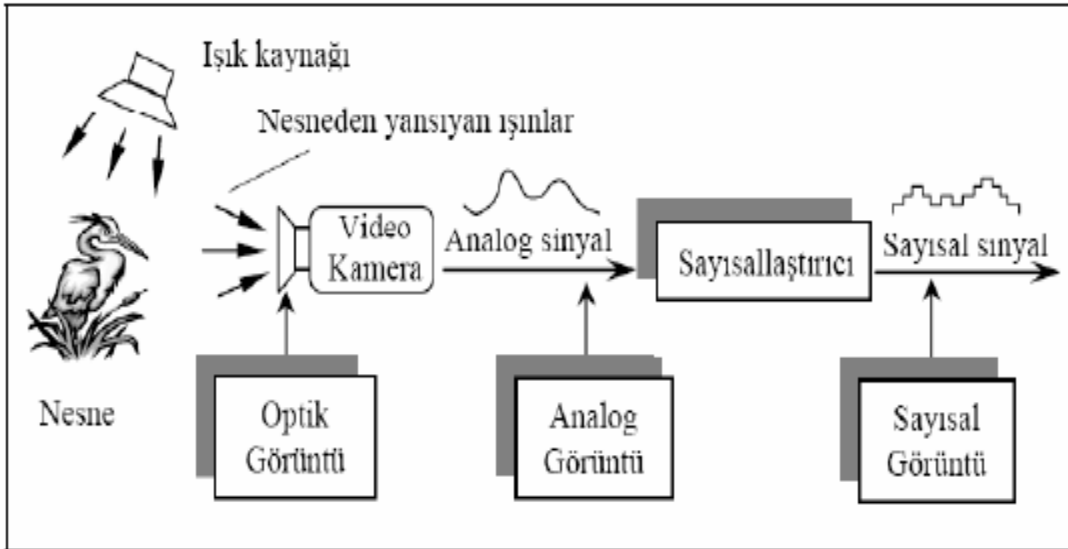 Işık kaynağı
Nesneden yansıyan ışınlar
Video
Kamera
Analog sinyal
Sayısallaştırıcı
Sayısal sinyal
Nesne
Optik
Görüntü
Analog
Görüntü
Sayısal
Görüntü